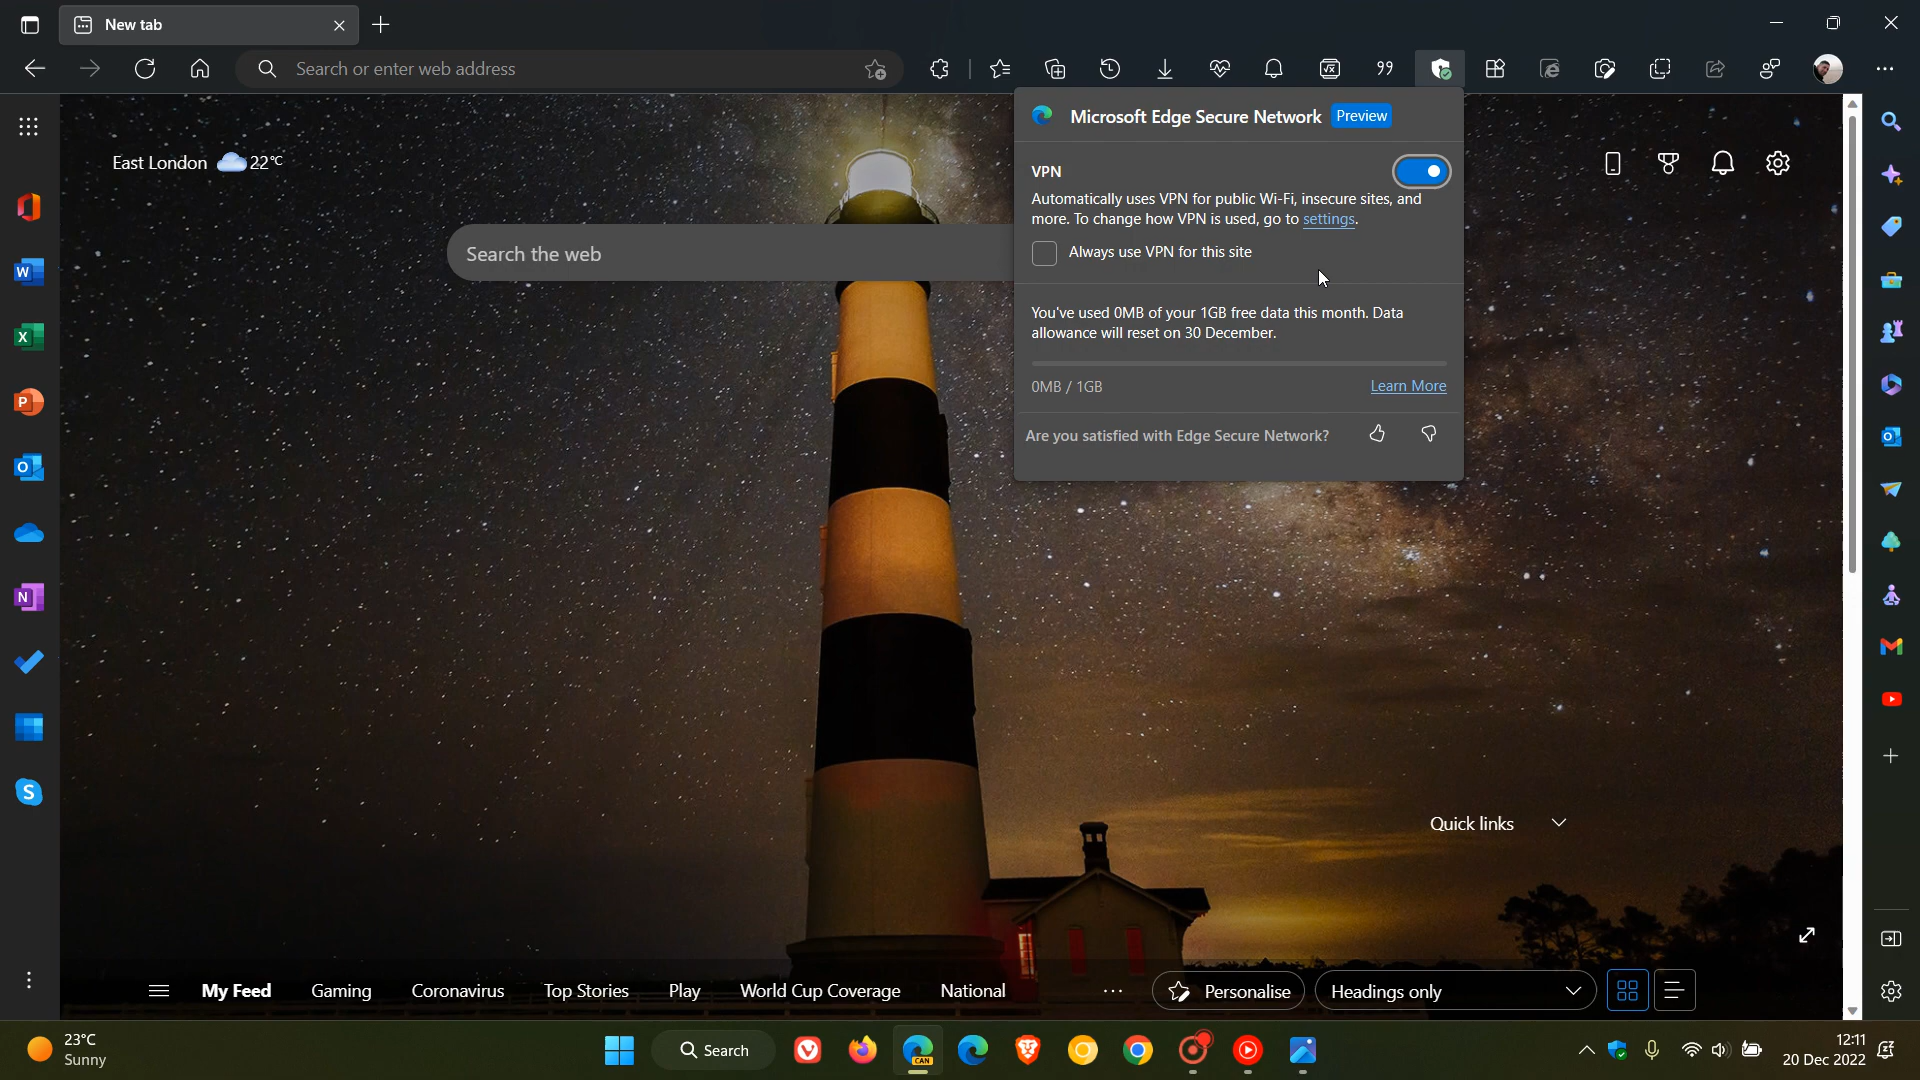 New tab
Search or enter web address
Microsoft Edge Secure Network Preview
East London 22°C
VPN
Automatically uses VPN for public Wi-Fi, insecure sites, and
more. To change how VPN is used, go to settings.
Always use VPN for this site
Search the web
You've used 0MB of your 1GB free data this month. Data
allowance will reset on 30 December.
0MB / 1GB
Learn More
Are you satisfied with Edge Secure Network?
Quick links
My Feed
Gaming
Coronavirus
Top Stories
Play
World Cup Coverage
National
Personalise
Headings only
23°C
Sunny
Search
CAN
12:11
20 Dec 2022